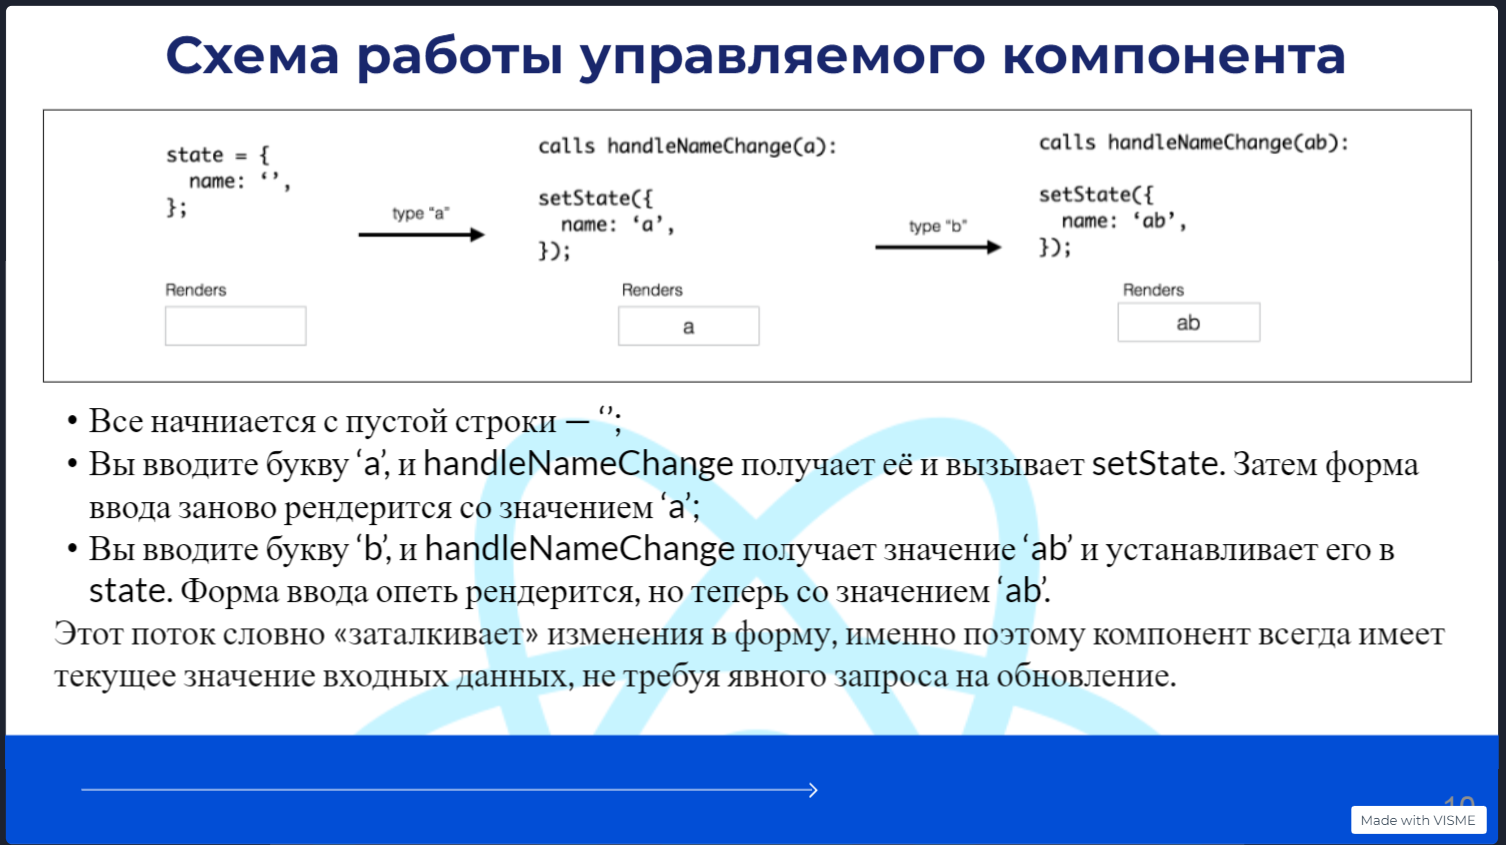 Схема работы управляемого компонента
state = {
name: ‘’,
};
type “a”
Renders
calls handleNameChange(a):
setState({
name: ‘a’,
});
Renders
a
type “b”
calls handleNameChange(ab):
setState({
name: ‘ab’,
});
Renders
ab
• Все начниается с пустой строки — ‘’;
• Вы вводите букву ‘a’, и handleNameChange получает её и вызывает setState. Затем форма
ввода заново рендерится со значением ‘a’;
• Вы вводите букву ‘b’, и handleNameChange получает значение ‘ab’ и устанавливает его в
state. Форма ввода опеть рендерится, но теперь со значением ‘ab’.
Этот поток словно «заталкивает» изменения в форму, именно поэтому компонент всегда имеет
текущее значение входных данных, не требуя явного запроса на обновление.
Made with VISME